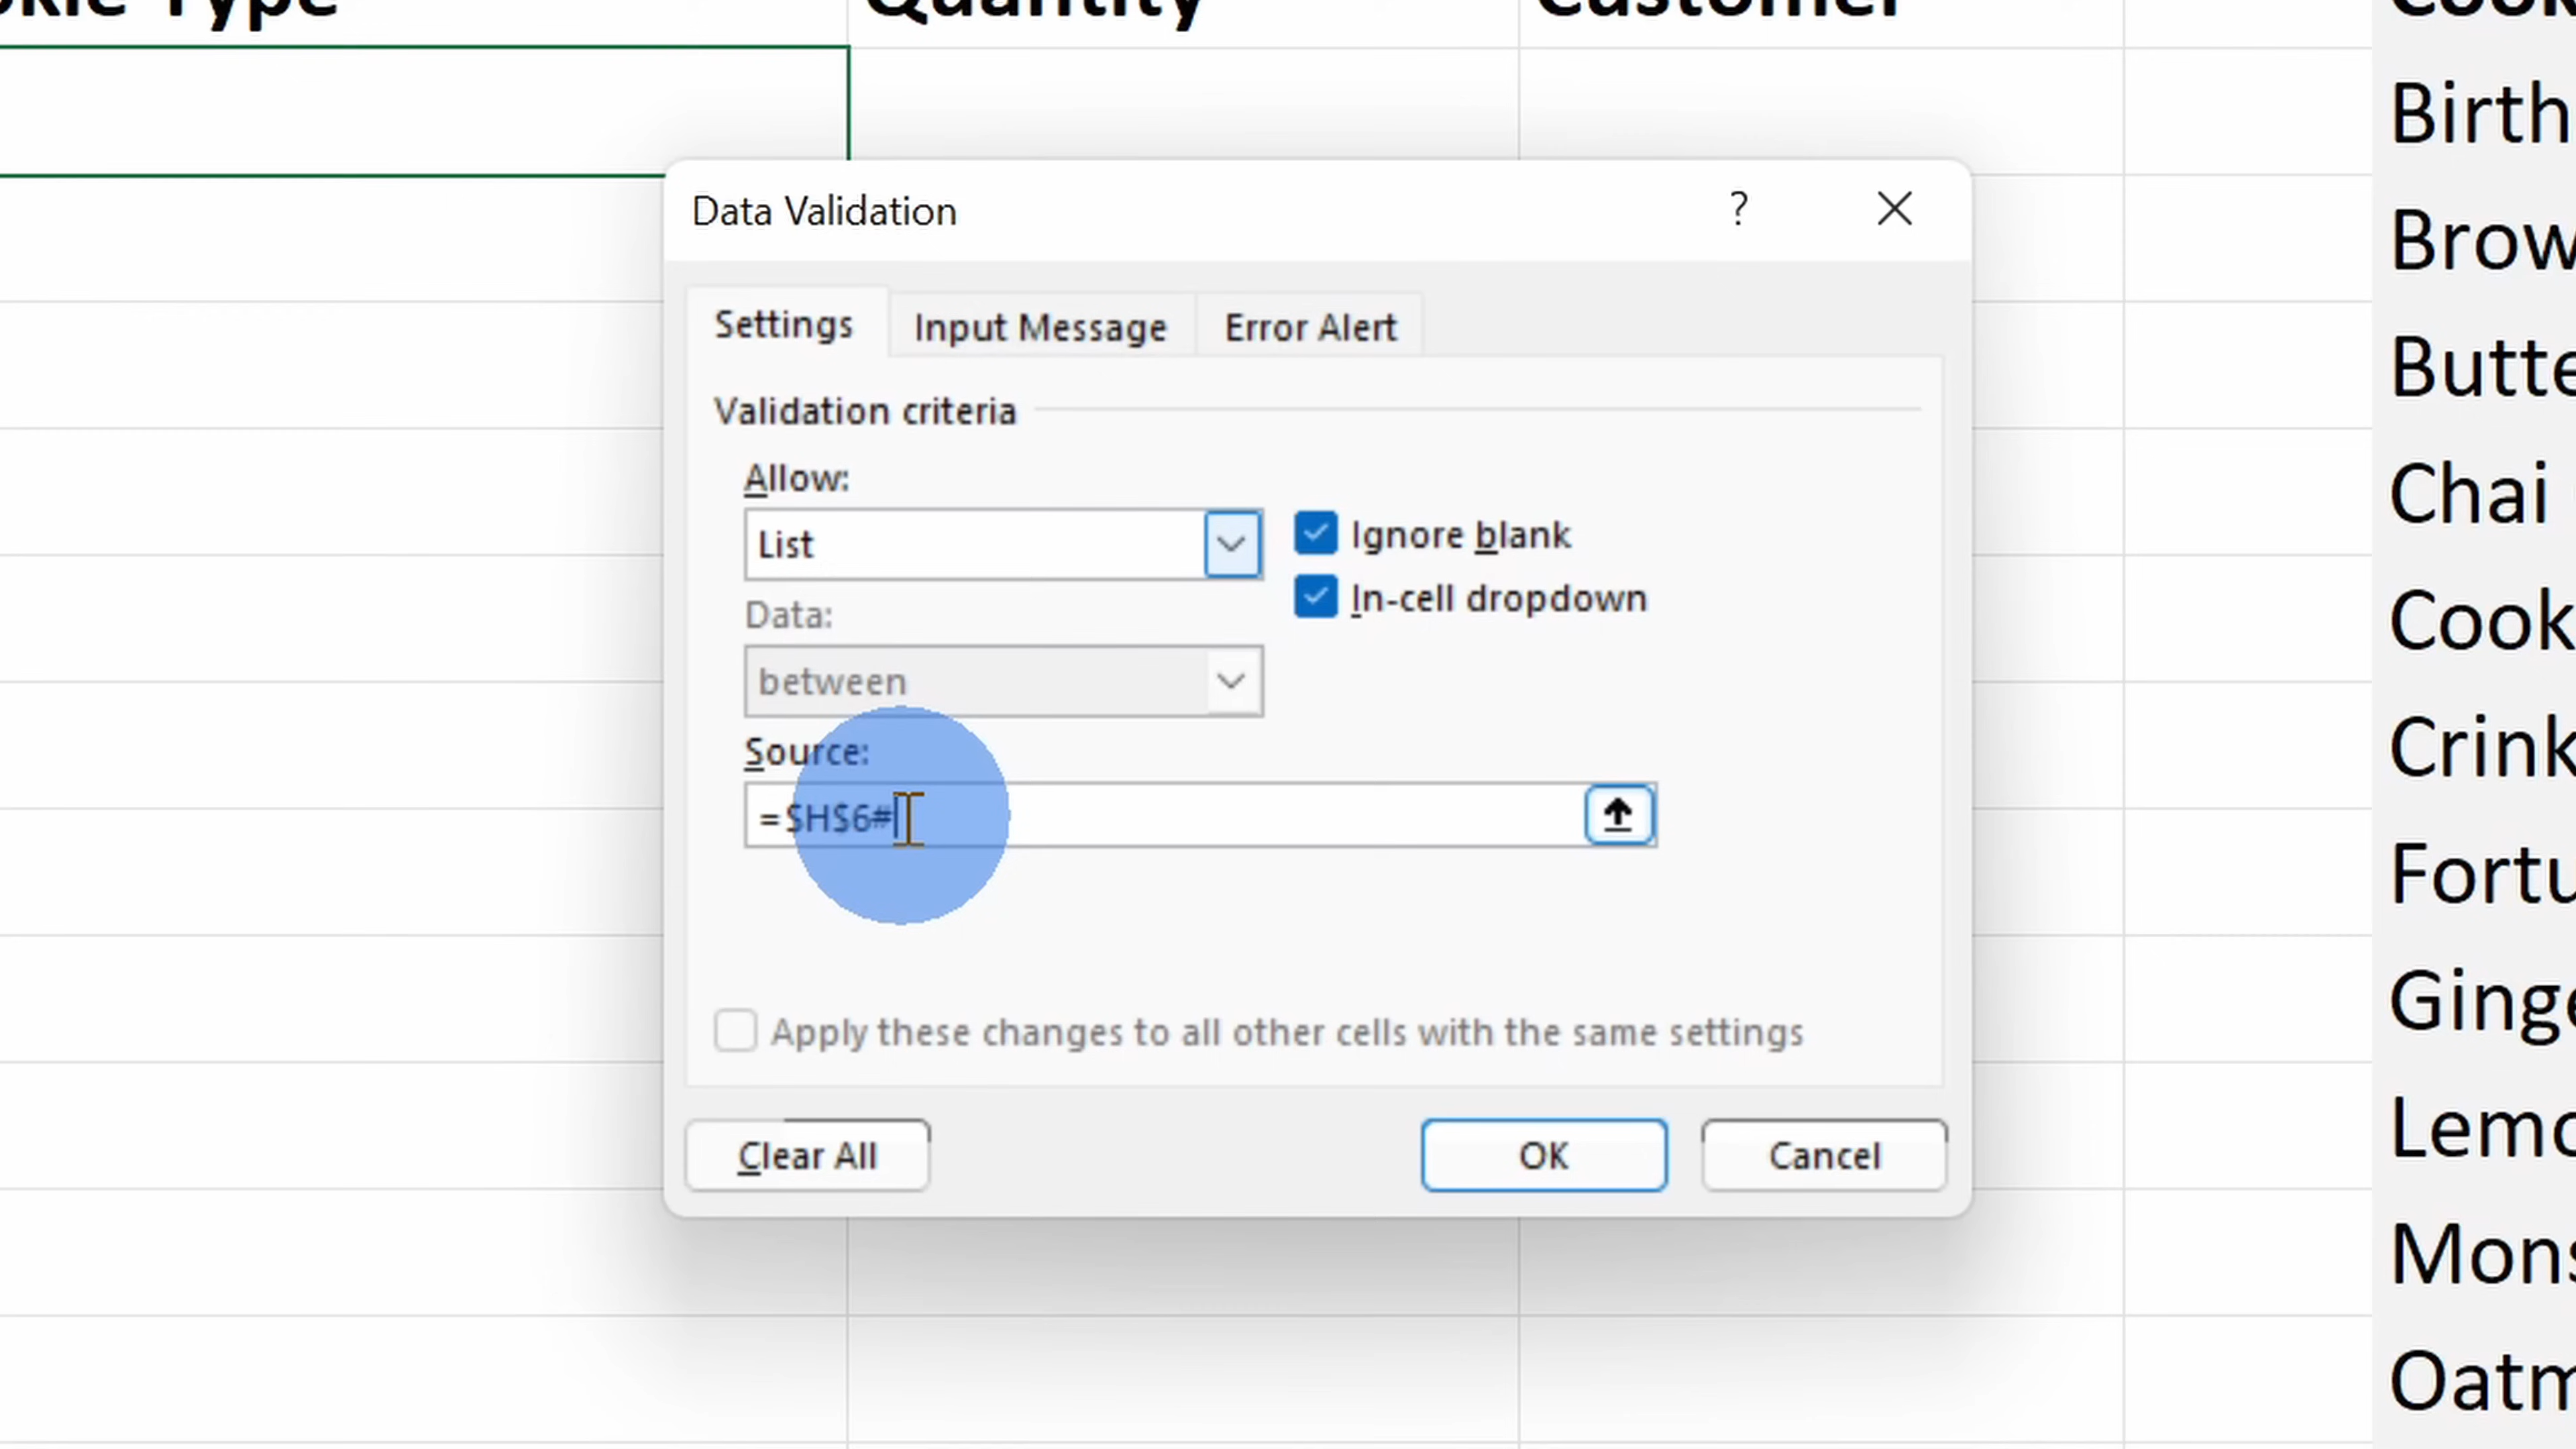 Type Quantity Customer
Data Validation ?
Settings Input Message Error Alert
Validation criteria
Allow:
List
Ignore blank
In-cell dropdown
Data:
between
Source:
=$H$6#
Apply these changes to all other cells with the same settings
Clear All OK Cancel
Birth
Brow
Butte
Chai
Cook
Crink
Fortu
Ginge
Lemo
Mons
Oatm